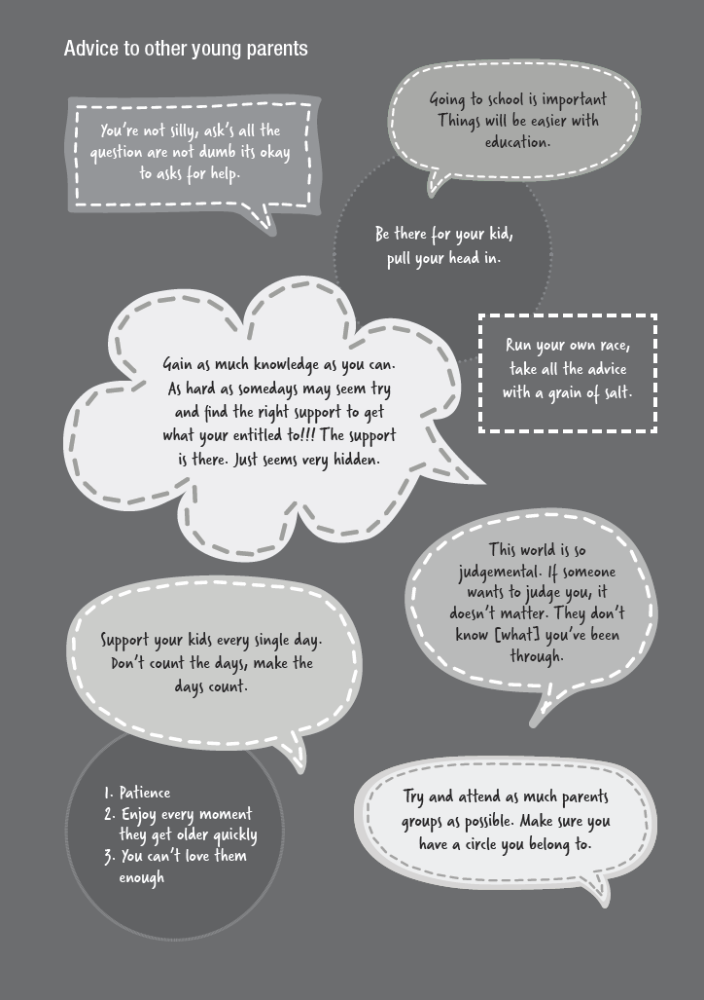 Advice to other young parents
You're not silly, ask's all the
question are not dumb its okay
to asks for help.
Going to school is important
Things will be easier with
education.
Be there for your kid,
pull your head in.
Run your own race,
take all the advice
with a grain of salt.
Gain as much knowledge as you can.
As hard as somedays may seem try
and find the right support to get
what your entitled to!!! The support
is there. Just seems very hidden.
This world is so
judgemental. If someone
wants to judge you, it
doesn't matter. They don't
know [what] you've been
through.
Support your kids every single day.
Don't count the days, make the
days count.
1. Patience
2. Enjoy every moment
they get older quickly
3. You can't love them
enough
Try and attend as much parents
groups as possible. Make sure you
have a circle you belong to.